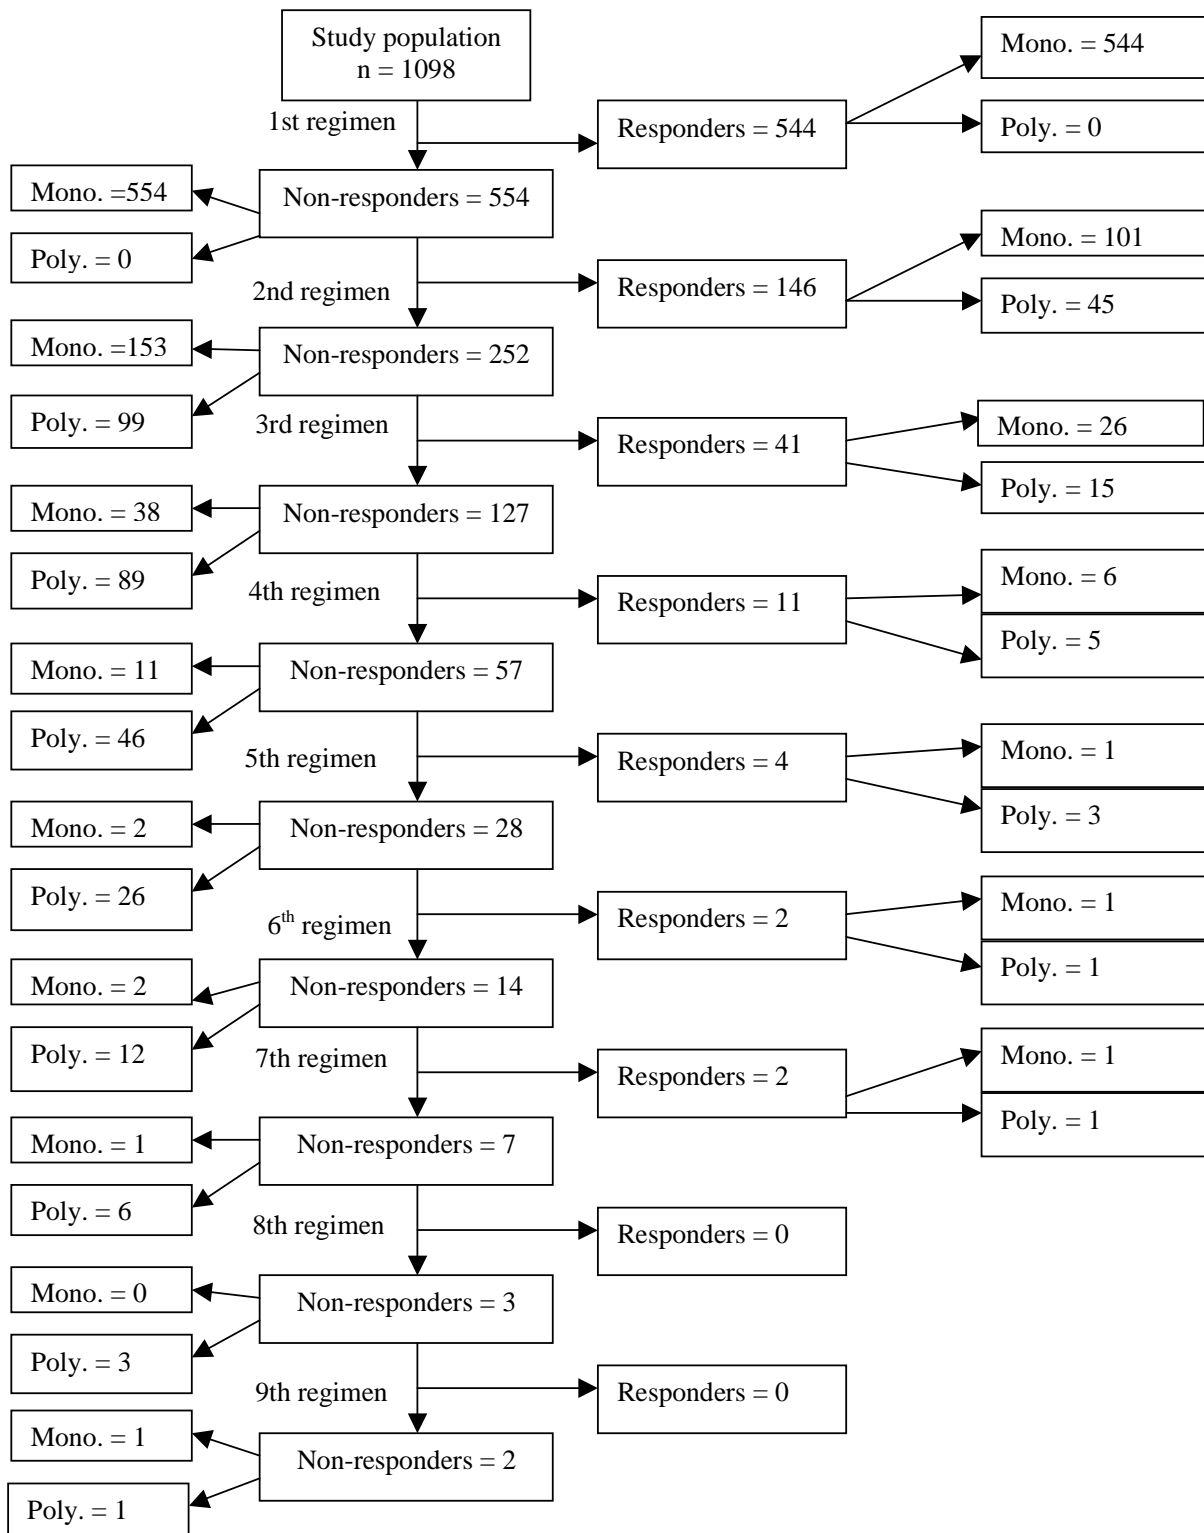 Study population
n = 1098
Mono. = 544
1st regimen
Responders = 544
Poly. = 0
Mono. =554
Non-responders = 554
Poly. = 0
Mono. = 101
2nd regimen
Responders = 146
Poly. = 45
Mono. =153
Non-responders = 252
Poly. = 99
3rd regimen
Responders = 41
Mono. = 26
Poly. = 15
Mono. = 38
Non-responders = 127
Poly. = 89
4th regimen
Responders = 11
Mono. = 6
Poly. = 5
Mono. = 11
Non-responders = 57
Poly. = 46
5th regimen
Responders = 4
Mono. = 1
Poly. = 3
Mono. = 2
Non-responders = 28
Poly. = 26
6th regimen
Responders = 2
Mono. = 1
Poly. = 1
Mono. = 2
Non-responders = 14
Poly. = 12
7th regimen
Responders = 2
Mono. = 1
Poly. = 1
Mono. = 1
Non-responders = 7
Poly. = 6
8th regimen
Responders = 0
Mono. = 0
Non-responders = 3
Poly. = 3
9th regimen
Responders = 0
Mono. = 1
Non-responders = 2
Poly. = 1